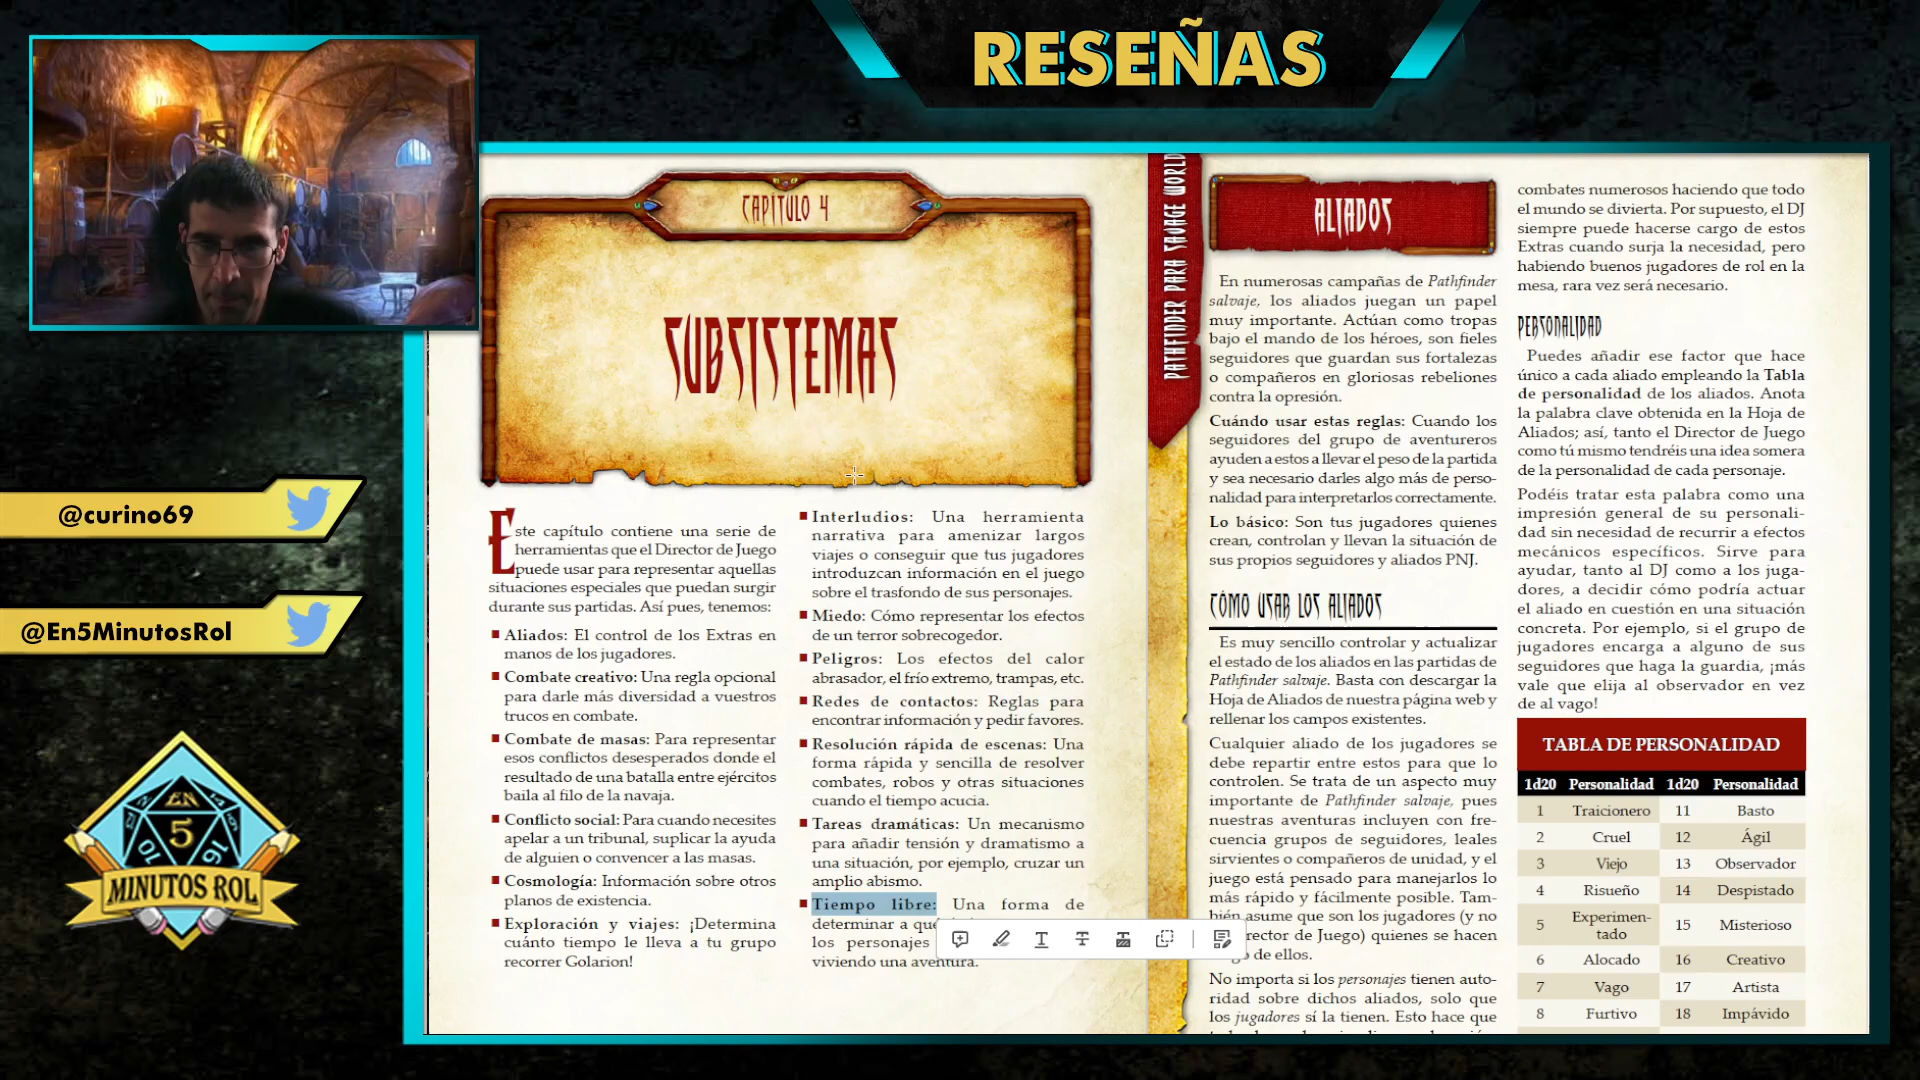 RESEÑAS
@curino69
@En5MinutosRol
EN
5
MINUTOS ROL
CAPÍTULO 4
SUBSISTEMAS
Este capítulo contiene una serie de
herramientas que el Director de Juego
puede usar para representar aquellas
situaciones especiales que puedan surgir
durante sus partidas. Así pues, tenemos:
Aliados: El control de los Extras en
manos de los jugadores.
Combate creativo: Una regla opcional
para darle más diversidad a vuestros
trucos en combate.
Combate de masas: Para representar
esos conflictos desesperados donde el
resultado de una batalla entre ejércitos
baila al filo de la navaja.
Conflicto social: Para cuando necesites
apelar a un tribunal, suplicar la ayuda
de alguien o convencer a las masas.
Cosmología: Información sobre otros
planos de existencia.
Exploración y viajes: ¡Determina
cuánto tiempo le lleva a tu grupo
recorrer Golarion!
Interludios: Una herramienta
narrativa para amenizar largos
viajes o conseguir que tus jugadores
introduzcan información en el juego
sobre el trasfondo de sus personajes.
Miedo: Cómo representar los efectos
de un terror sobrecogedor.
Peligros: Los efectos del calor
abrasador, el frío extremo, trampas, etc.
Redes de contactos: Reglas para
encontrar información y pedir favores.
Resolución rápida de escenas: Una
forma rápida y sencilla de resolver
combates, robos y otras situaciones
cuando el tiempo acucia.
Tareas dramáticas: Un mecanismo
para añadir tensión y dramatismo a
una situación, por ejemplo, cruzar un
amplio abismo.
Tiempo libre: Una forma de
determinar a qué
los personajes
viviendo una aventura.
PATHFINDER PARA SAVAGE WORLD
ALIADOS
En numerosas campañas de Pathfinder
salvaje, los aliados juegan un papel
muy importante. Actúan como tropas
bajo el mando de los héroes, son fieles
seguidores que guardan sus fortalezas
o compañeros en gloriosas rebeliones
contra la opresión.
Cuándo usar estas reglas: Cuando los
seguidores del grupo de aventureros
ayuden a estos a llevar el peso de la partida
y sea necesario darles algo más de perso-
nalidad para interpretarlos correctamente.
Lo básico: Son tus jugadores quienes
crean, controlan y llevan la situación de
sus propios seguidores y aliados PNJ.
CÓMO USAR LOS ALIADOS
Es muy sencillo controlar y actualizar
el estado de los aliados en las partidas de
Pathfinder salvaje. Basta con descargar la
Hoja de Aliados de nuestra página web y
rellenar los campos existentes.
Cualquier aliado de los jugadores se
debe repartir entre estos para que lo
controlen. Se trata de un aspecto muy
importante de Pathfinder salvaje, pues
nuestras aventuras incluyen con fre-
cuencia grupos de seguidores, leales
sirvientes o compañeros de unidad, y el
juego está pensado para manejarlos lo
más rápido y fácilmente posible. Tam-
bién asume que son los jugadores (y no
rector de Juego) quienes se hacen
de ellos.
No importa si los personajes tienen auto-
ridad sobre dichos aliados, solo que
los jugadores sí la tienen. Esto hace que
combates numerosos haciendo que todo
el mundo se divierta. Por supuesto, el DJ
siempre puede hacerse cargo de estos
Extras cuando surja la necesidad, pero
habiendo buenos jugadores de rol en la
mesa, rara vez será necesario.
PERSONALIDAD
Puedes añadir ese factor que hace
único a cada aliado empleando la Tabla
de personalidad de los aliados. Anota
la palabra clave obtenida en la Hoja de
Aliados; así, tanto el Director de Juego
como tú mismo tendréis una idea somera
de la personalidad de cada personaje.
Podéis tratar esta palabra como una
impresión general de su personali-
dad sin necesidad de recurrir a efectos
mecánicos específicos. Sirve para
ayudar, tanto al DJ como a los juga-
dores, a decidir cómo podría actuar
el aliado en cuestión en una situación
concreta. Por ejemplo, si el grupo de
jugadores encarga a alguno de sus
seguidores que haga la guardia, ¡más
vale que elija al observador en vez
de al vago!
TABLA DE PERSONALIDAD
1d20 Personalidad 1d20 Personalidad
1 Traicionero 11 Basto
2 Cruel 12 Ágil
3 Viejo 13 Observador
4 Risueño 14 Despistado
5 Experimen-
tado 15 Misterioso
6 Alocado 16 Creativo
7 Vago 17 Artista
8 Furtivo 18 Impávido